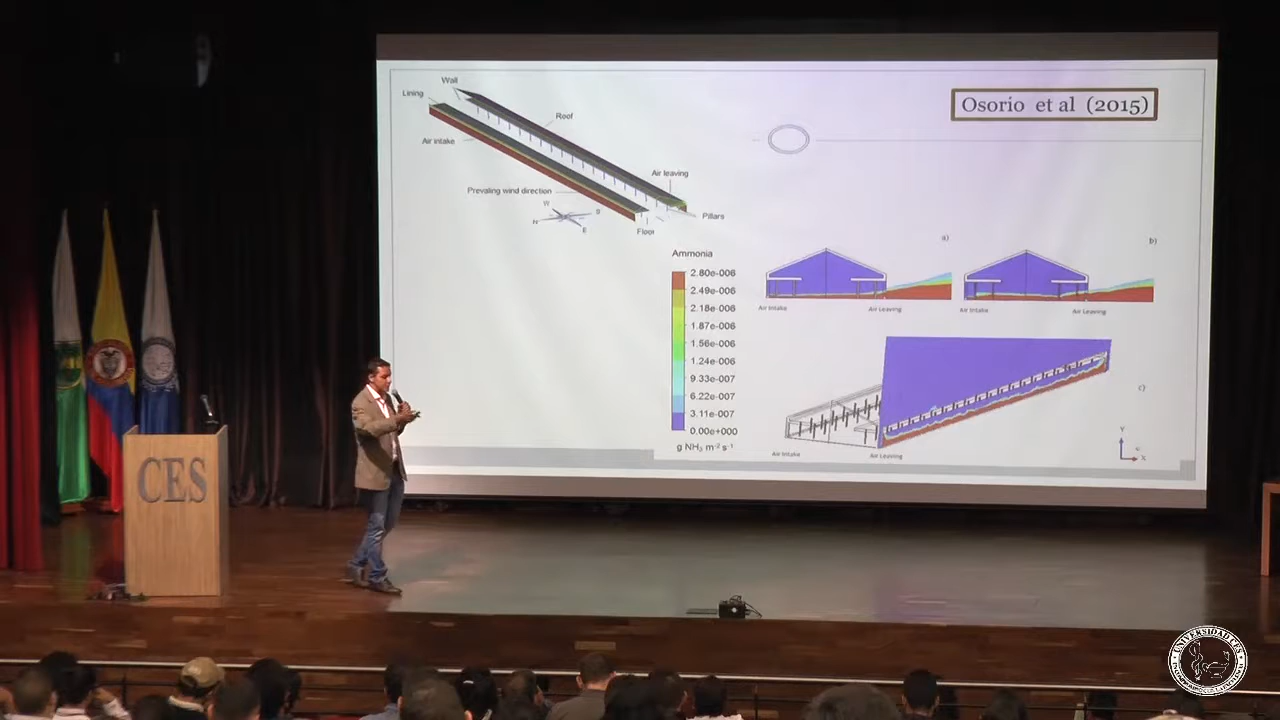 Wall
Lining
Roof
Air intake
Air leaving
Prevaling wind direction
W
S
N
E
Pillars
Floor
Osorio et al (2015)
Ammonia
2.80e-006
2.49e-006
2.18e-006
1.87e-006
1.56e-006
1.24e-006
9.33e-007
6.22e-007
3.11e-007
0.00e+000
g NH₃ m⁻² s⁻¹
a)
b)
Air Intake
Air Leaving
Air Intake
Air Leaving
c)
Air Intake
Air Leaving
Y
X
CES
UNIVERSIDAD CES